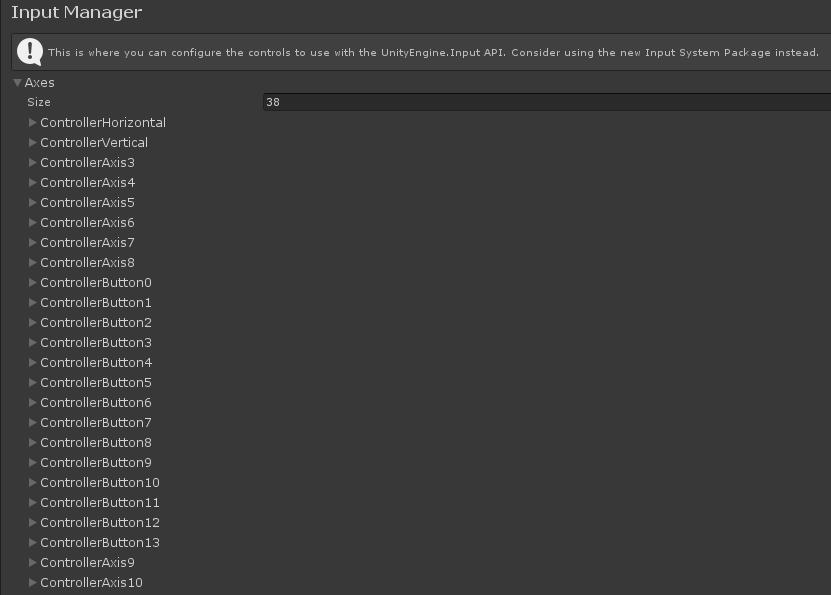 Input Manager
This is where you can configure the controls to use with the UnityEngine.Input API. Consider using the new Input System Package instead.
Axes
Size 38
ControllerHorizontal
ControllerVertical
ControllerAxis3
ControllerAxis4
ControllerAxis5
ControllerAxis6
ControllerAxis7
ControllerAxis8
ControllerButton0
ControllerButton1
ControllerButton2
ControllerButton3
ControllerButton4
ControllerButton5
ControllerButton6
ControllerButton7
ControllerButton8
ControllerButton9
ControllerButton10
ControllerButton11
ControllerButton12
ControllerButton13
ControllerAxis9
ControllerAxis10